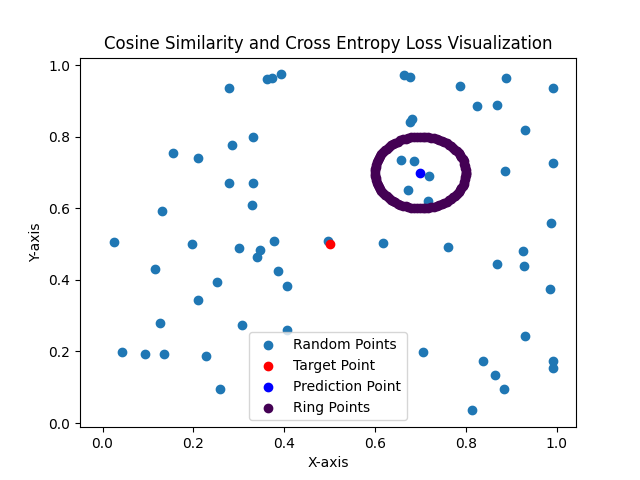 Cosine Similarity and Cross Entropy Loss Visualization
1.0
0.8
0.6
0.4
0.2
0.0
Y-axis
Random Points
Target Point
Prediction Point
Ring Points
0.0 0.2 0.4 0.6 0.8 1.0
X-axis